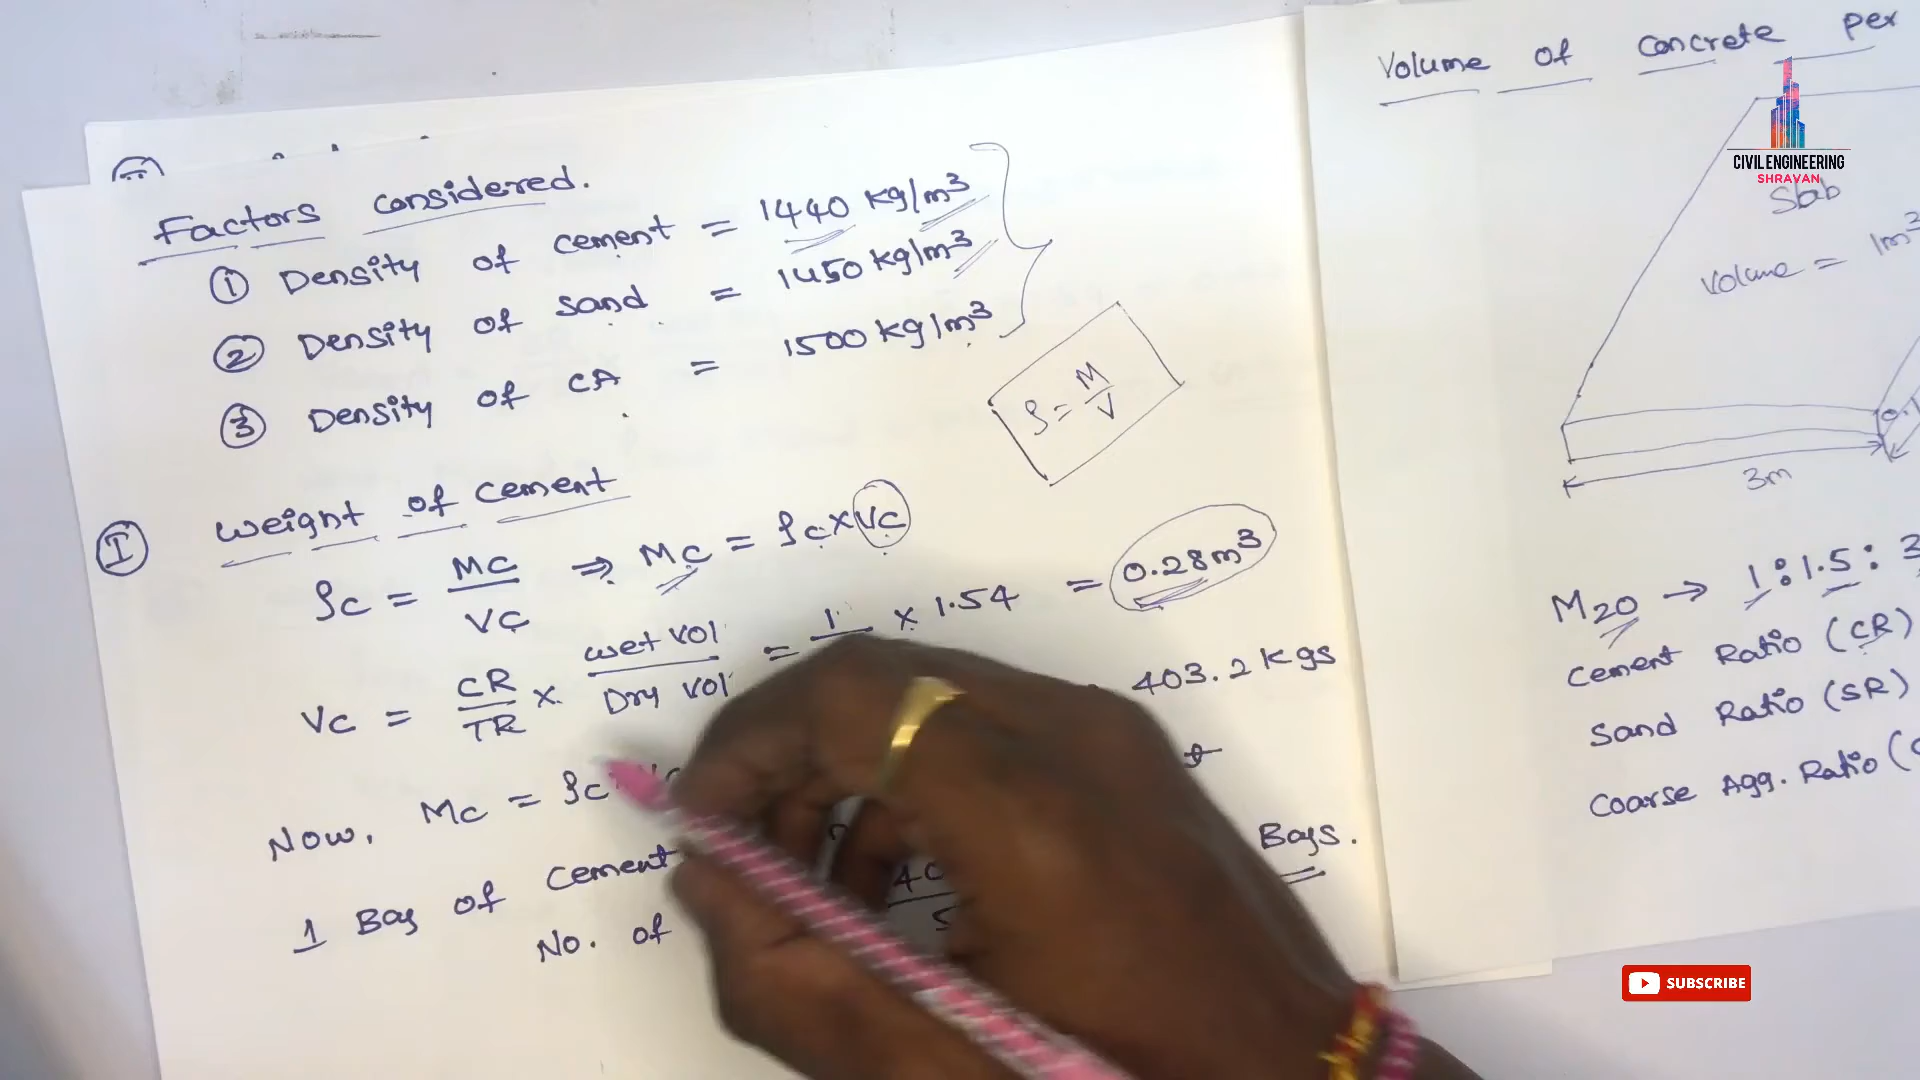 Factors considered.
① Density of cement = 1440 kg/m³
② Density of sand = 1450 kg/m³
③ Density of CA = 1500 kg/m³
ρ = M/V
Ⓘ Weight of Cement
ρc = Mc/Vc ⇒ Mc = ρc × Vc
Vc = CR/TR × Wet Vol/Dry Vol = 1 × 1.54 = 0.28m³
Now, Mc = ρc 403.2 Kgs
1 Bag of Cement
No. of Bags.
Volume of Concrete per
CIVIL ENGINEERING
SHRAVAN
Slab
Volume = 1m³
3m
M20 → 1:1.5:3
Cement Ratio (CR)
Sand Ratio (SR)
Coarse Agg. Ratio (
SUBSCRIBE